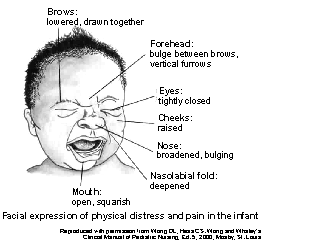 Brows:
lowered, drawn together
Forehead:
bulge between brows,
vertical furrows
Eyes:
tightly closed
Cheeks:
raised
Nose:
broadened, bulging
Nasolabial fold:
deepened
Mouth:
open, squarish
Facial expression of physical distress and pain in the infant
Reproduced with permission from Wong DL, Hess CS: Wong and Whaley's
Clinical Manual of Pediatric Nursing, Ed. 5, 2000, Mosby, St. Louis